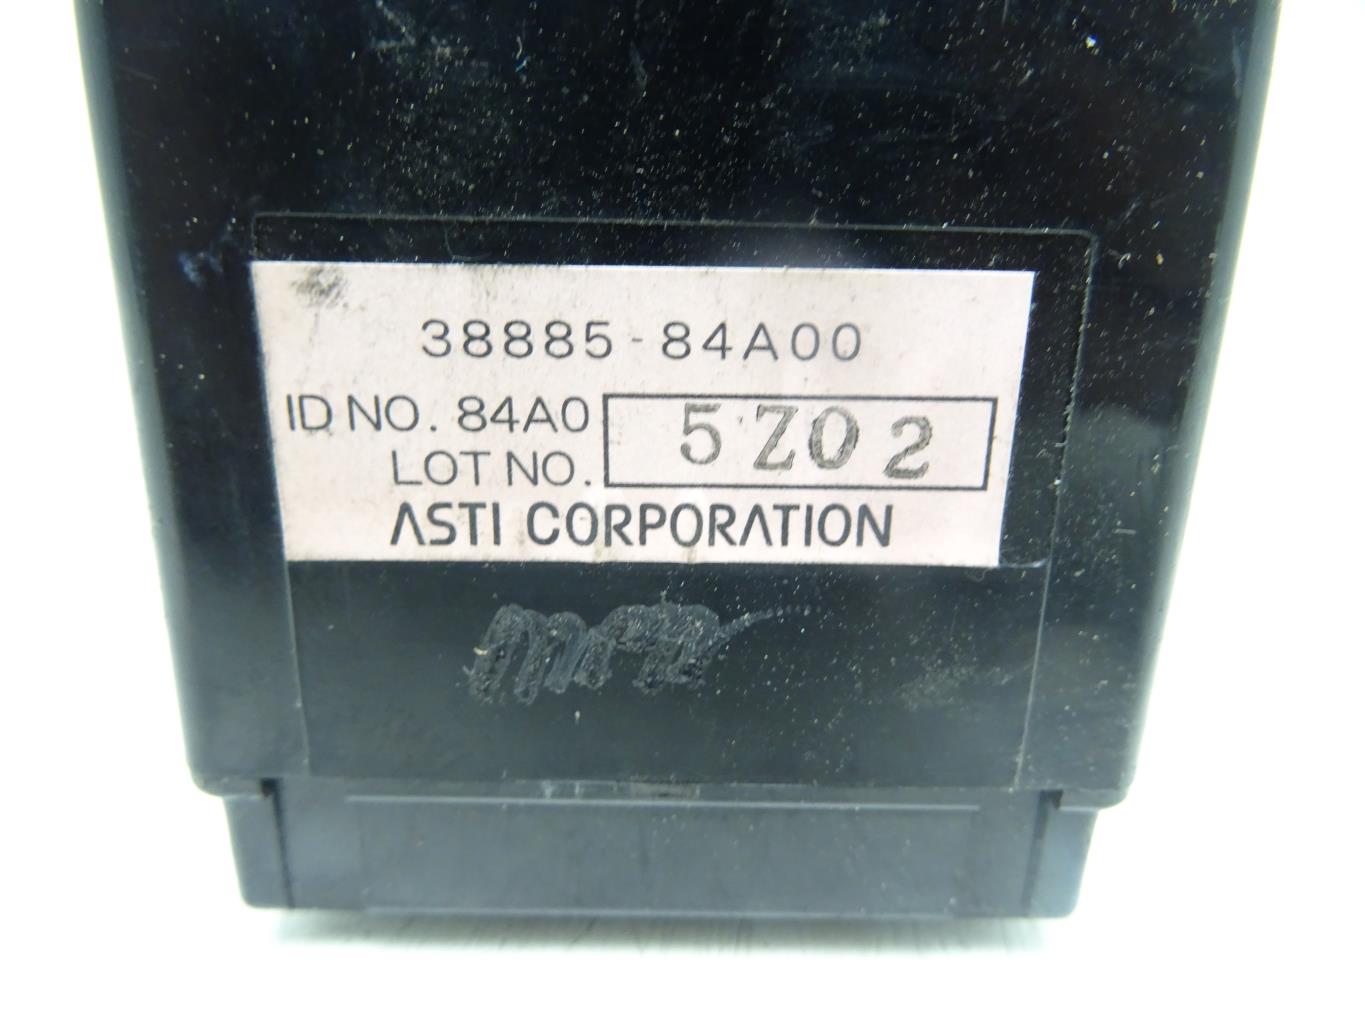 38885-84A00
ID NO. 84A0
LOT NO. 5Z02
ASTI CORPORATION